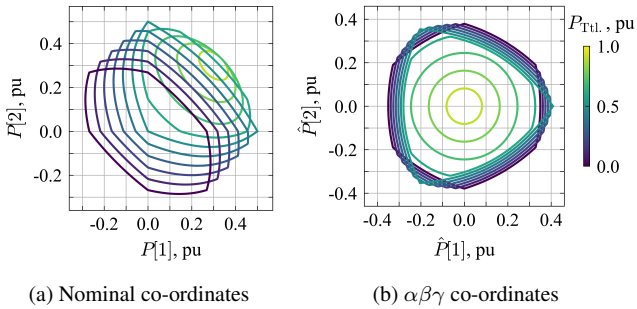 0.4
0.2
0.0
-0.2
P[2], pu
-0.2 0.0 0.2 0.4
P[1], pu
(a) Nominal co-ordinates
0.4
0.2
0.0
-0.2
-0.4
P̂[2], pu
-0.4 -0.2 0.0 0.2 0.4
P̂[1], pu
(b) αβγ co-ordinates
P_Ttl., pu
1.0
0.5
0.0